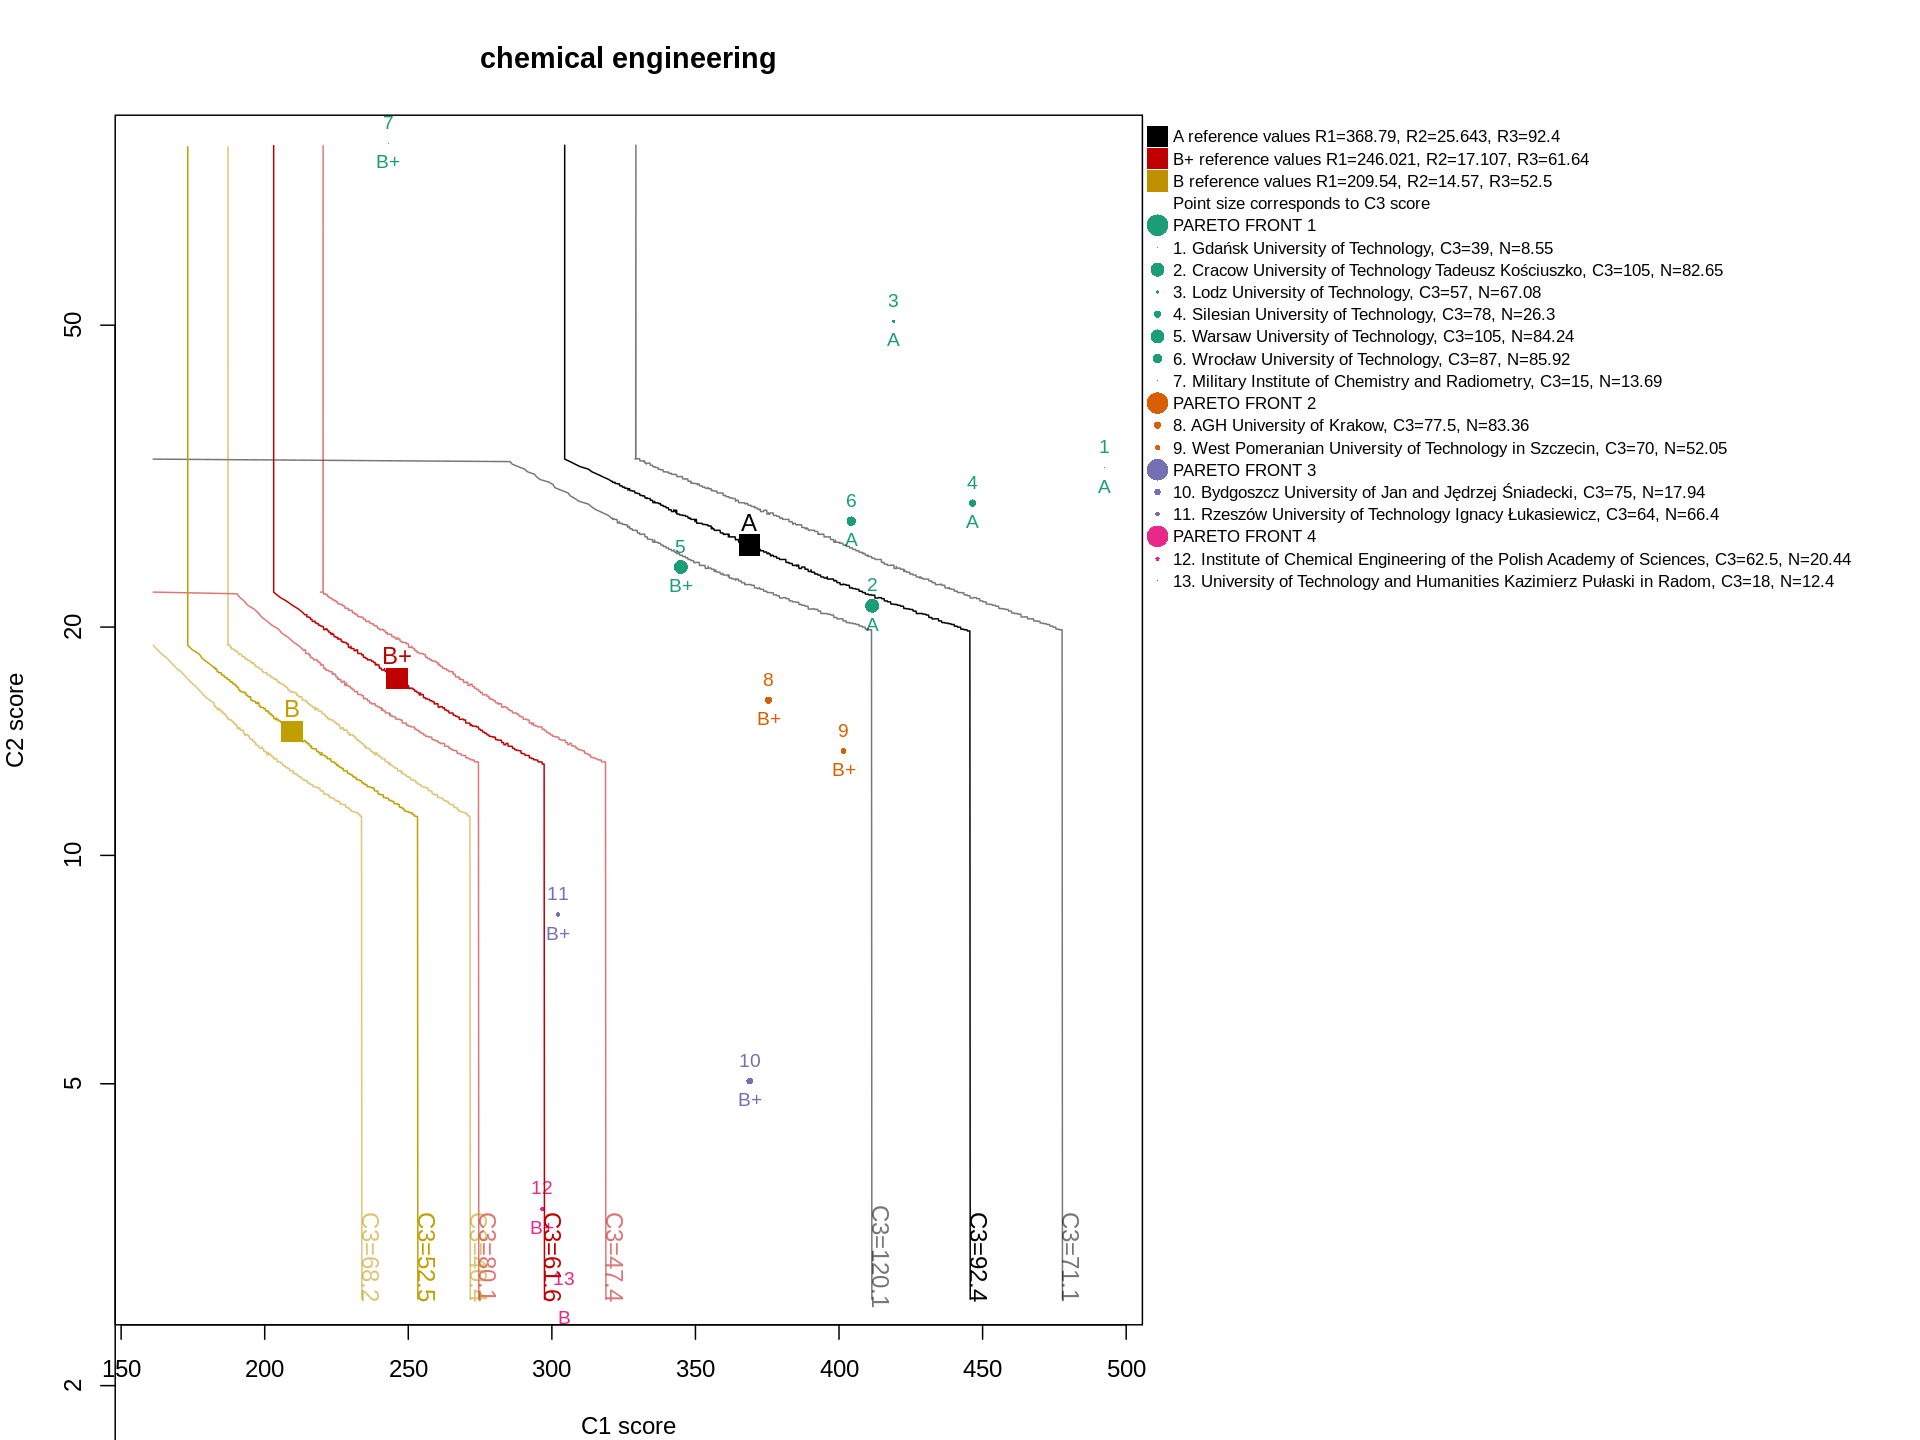 chemical engineering
7
B+
3
A
1
A
4
A
6
A
A
5
B+
2
A
B+
8
B+
B
9
B+
11
B+
10
B+
12
B+
13
B
C3=68.2
C3=52.5
C3=80.1
C3=61.6
C3=47.4
C3=120.1
C3=92.4
C3=71.1
50
20
10
5
2
C2 score
150 200 250 300 350 400 450 500
C1 score
A reference values R1=368.79, R2=25.643, R3=92.4
B+ reference values R1=246.021, R2=17.107, R3=61.64
B reference values R1=209.54, R2=14.57, R3=52.5
Point size corresponds to C3 score
PARETO FRONT 1
1. Gdańsk University of Technology, C3=39, N=8.55
2. Cracow University of Technology Tadeusz Kościuszko, C3=105, N=82.65
3. Lodz University of Technology, C3=57, N=67.08
4. Silesian University of Technology, C3=78, N=26.3
5. Warsaw University of Technology, C3=105, N=84.24
6. Wrocław University of Technology, C3=87, N=85.92
7. Military Institute of Chemistry and Radiometry, C3=15, N=13.69
PARETO FRONT 2
8. AGH University of Krakow, C3=77.5, N=83.36
9. West Pomeranian University of Technology in Szczecin, C3=70, N=52.05
PARETO FRONT 3
10. Bydgoszcz University of Jan and Jędrzej Śniadecki, C3=75, N=17.94
11. Rzeszów University of Technology Ignacy Łukasiewicz, C3=64, N=66.4
PARETO FRONT 4
12. Institute of Chemical Engineering of the Polish Academy of Sciences, C3=62.5, N=20.44
13. University of Technology and Humanities Kazimierz Pułaski in Radom, C3=18, N=12.4